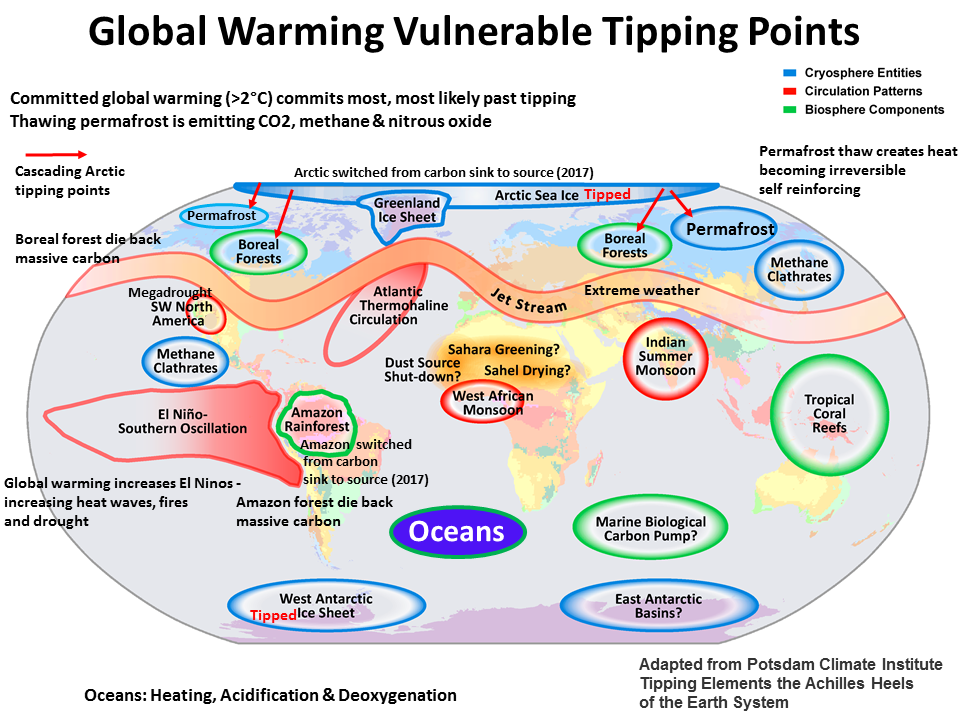 Global Warming Vulnerable Tipping Points
Cryosphere Entities
Circulation Patterns
Biosphere Components
Committed global warming (>2°C) commits most, most likely past tipping
Thawing permafrost is emitting CO2, methane & nitrous oxide
Cascading Arctic
tipping points
Arctic switched from carbon sink to source (2017)
Permafrost thaw creates heat
becoming irreversible
self reinforcing
Arctic Sea Ice Tipped
Greenland
Ice Sheet
Permafrost
Boreal
Forests
Boreal
Forests
Permafrost
Boreal forest die back
massive carbon
Methane
Clathrates
Megadrought
SW North
America
Atlantic
Thermohaline
Circulation
Jet Stream
Extreme weather
Methane
Clathrates
Sahara Greening?
Dust Source
Shut-down?
Sahel Drying?
Indian
Summer
Monsoon
West African
Monsoon
El Niño-
Southern Oscillation
Amazon
Rainforest
Amazon switched
from carbon
sink to source (2017)
Tropical
Coral
Reefs
Global warming increases El Ninos -
increasing heat waves, fires
and drought
Amazon forest die back
massive carbon
Oceans
Marine Biological
Carbon Pump?
West Antarctic
Tipped Ice Sheet
East Antarctic
Basins?
Oceans: Heating, Acidification & Deoxygenation
Adapted from Potsdam Climate Institute
Tipping Elements the Achilles Heels
of the Earth System